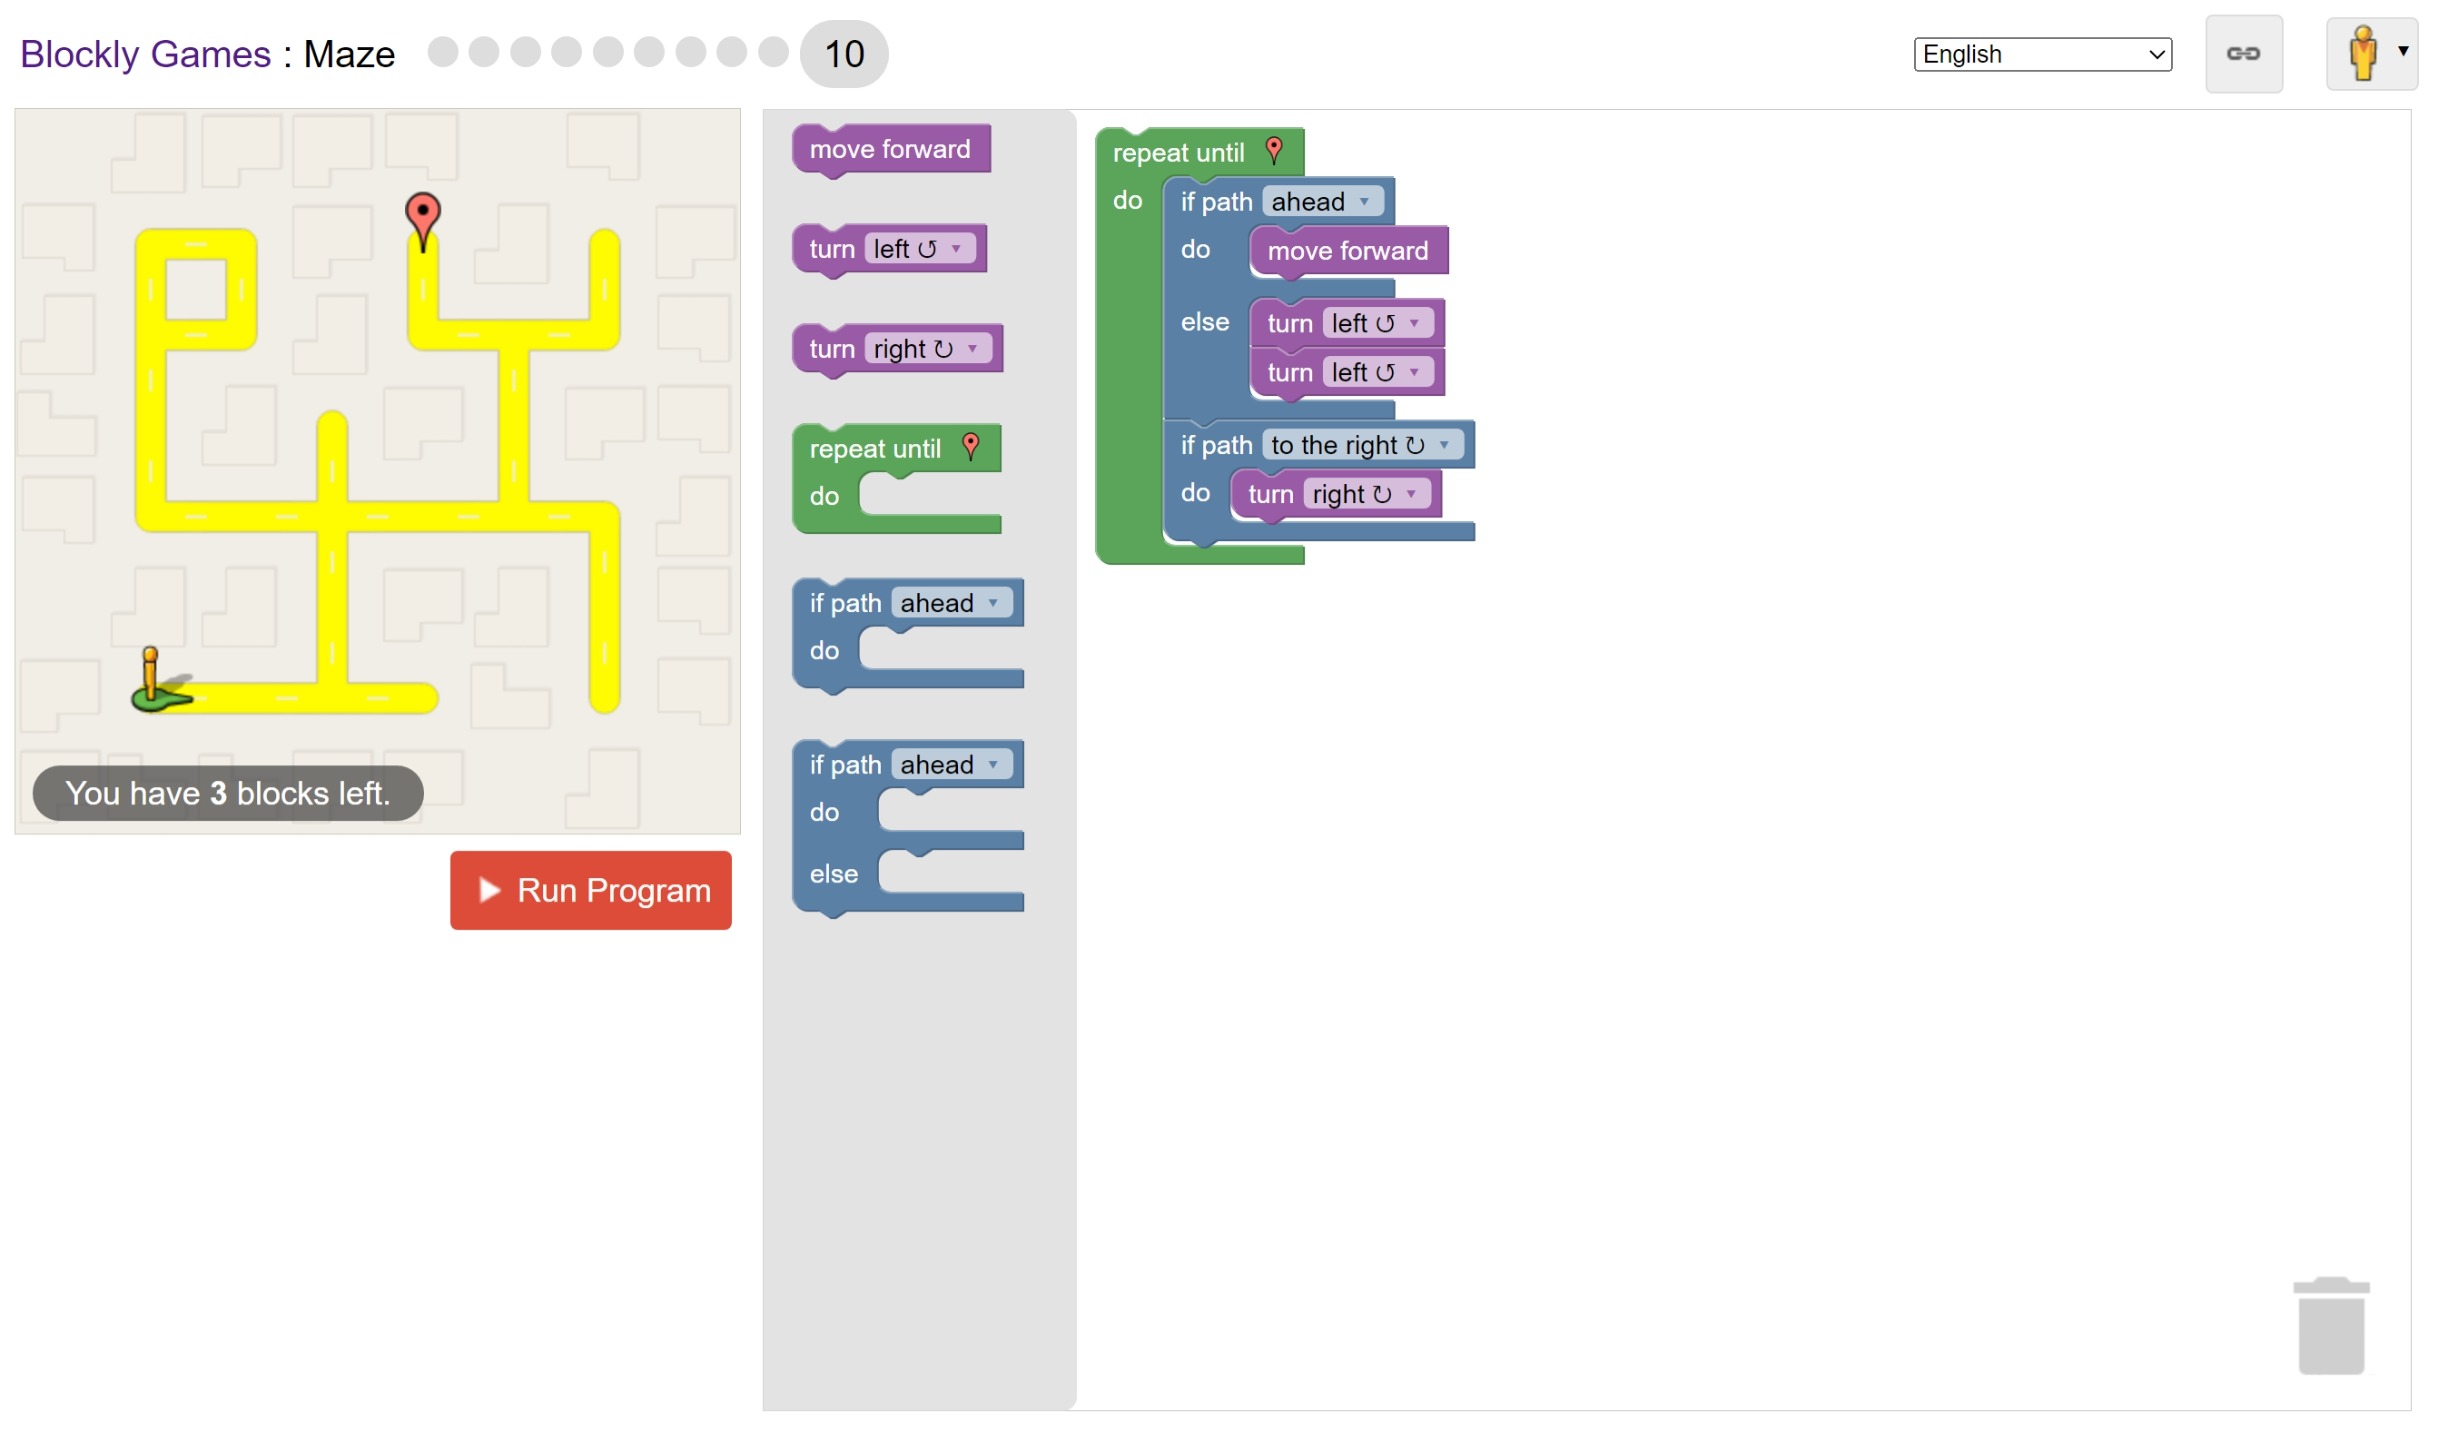 Blockly Games : Maze 10
English
You have 3 blocks left.
Run Program
move forward
turn left ↺
turn right ↻
repeat until
do
if path ahead
do
if path ahead
do
else
repeat until
do if path ahead
do move forward
else turn left ↺
turn left ↺
if path to the right ↻
do turn right ↻